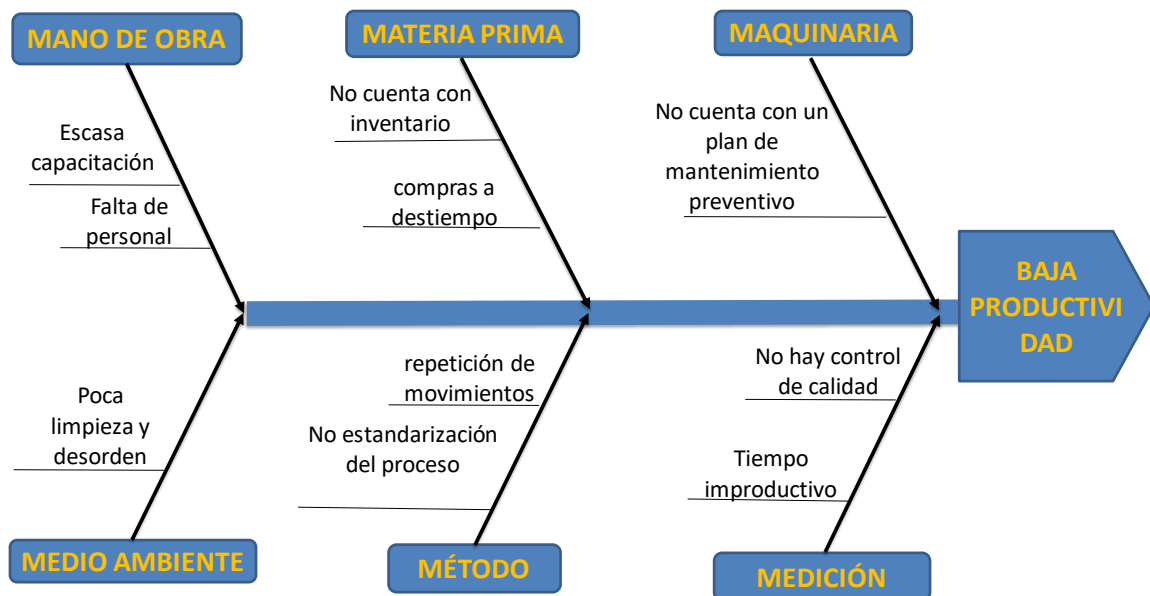 MANO DE OBRA
MATERIA PRIMA
MAQUINARIA
Escasa
capacitación
Falta de
personal
No cuenta con
inventario
compras a
destiempo
No cuenta con un
plan de
mantenimiento
preventivo
BAJA
PRODUCTIVI
DAD
Poca
limpieza y
desorden
repetición de
movimientos
No estandarización
del proceso
No hay control
de calidad
Tiempo
improductivo
MEDIO AMBIENTE
MÉTODO
MEDICIÓN